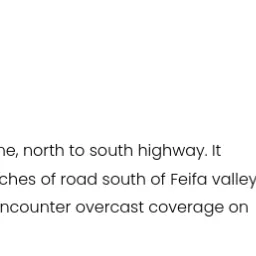 ne, north to south highway. It
ches of road south of Feifa valley
ncounter overcast coverage on